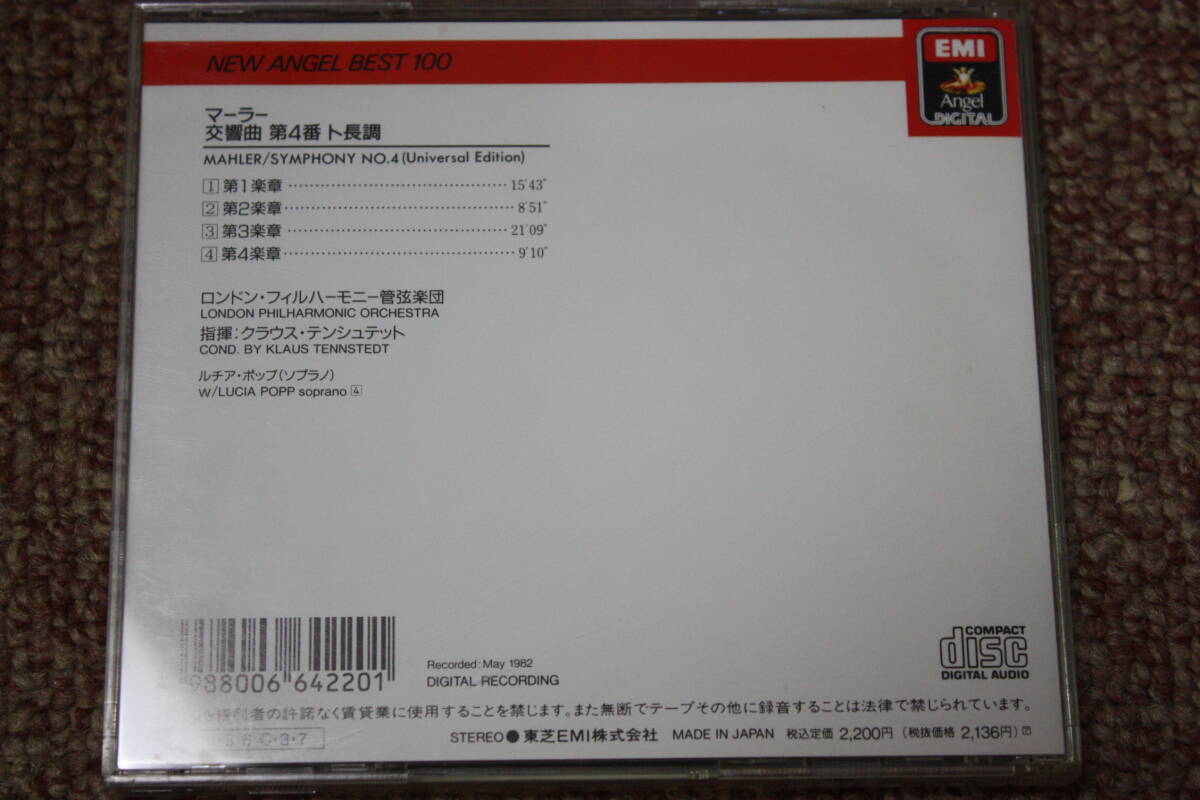 NEW ANGEL BEST 100
EMI
Angel
DIGITAL
マーラー
交響曲 第4番 ト長調
MAHLER/SYMPHONY NO.4 (Universal Edition)
1 第1楽章 15'43"
2 第2楽章 8'51"
3 第3楽章 21'09"
4 第4楽章 9'10"
ロンドン・フィルハーモニー管弦楽団
LONDON PHILHARMONIC ORCHESTRA
指揮:クラウス・テンシュテット
COND. BY KLAUS TENNSTEDT
ルチア・ポップ(ソプラノ)
W/LUCIA POPP soprano 4
988006 642201
Recorded: May 1982
DIGITAL RECORDING
COMPACT
disc
DIGITAL AUDIO
を権利者の許諾なく賃貸業に使用することを禁じます。また無断でテープその他に録音することは法律で禁じられています。
STEREO● 東芝EMI株式会社 MADE IN JAPAN 税込定価 2,200円 (税抜価格 2,136円)